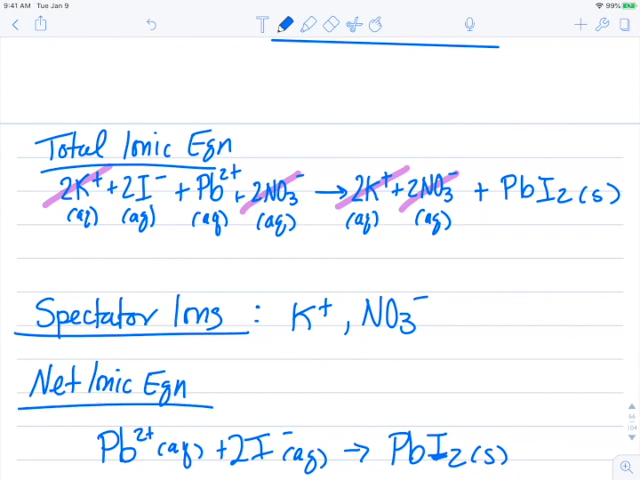 9:41 AM Tue Jan 9
99%
T
Total Ionic Eqn
2K⁺ + 2I⁻ + Pb²⁺ + 2NO₃⁻ → 2K⁺ + 2NO₃⁻ + PbI₂(s)
(aq) (aq) (aq) (aq) (aq) (aq)
Spectator Ions : K⁺, NO₃⁻
Net Ionic Eqn
Pb²⁺(aq) + 2I⁻(aq) → PbI₂(s)